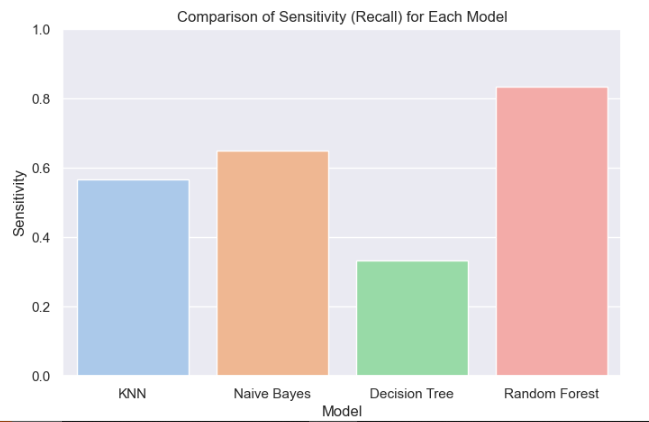 Comparison of Sensitivity (Recall) for Each Model
1.0
0.8
0.6
0.4
0.2
0.0
Sensitivity
KNN Naive Bayes Decision Tree Random Forest
Model